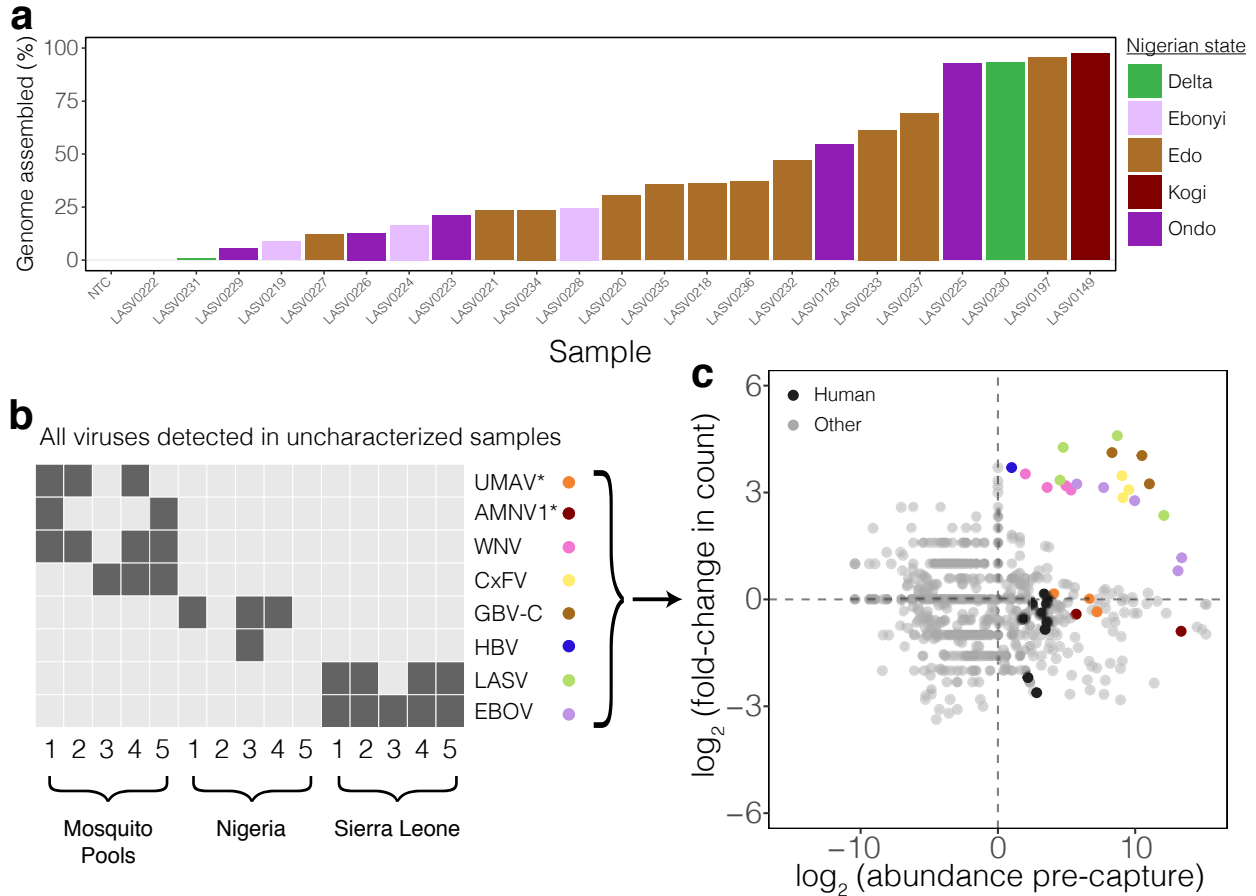 a
Genome assembled (%)
100
75
50
25
0
NTC
LASV0222
LASV0231
LASV0229
LASV0219
LASV0227
LASV0226
LASV0224
LASV0223
LASV0221
LASV0234
LASV0228
LASV0220
LASV0235
LASV0218
LASV0236
LASV0232
LASV0128
LASV0233
LASV0237
LASV0225
LASV0230
LASV0197
LASV0149
Sample
Nigerian state
Delta
Ebonyi
Edo
Kogi
Ondo
b
All viruses detected in uncharacterized samples
UMAV*
AMNV1*
WNV
CxFV
GBV-C
HBV
LASV
EBOV
1 2 3 4 5 1 2 3 4 5 1 2 3 4 5
Mosquito Pools
Nigeria
Sierra Leone
c
Human
Other
log2 (fold-change in count)
6
3
0
−3
−6
−10 0 10
log2 (abundance pre-capture)